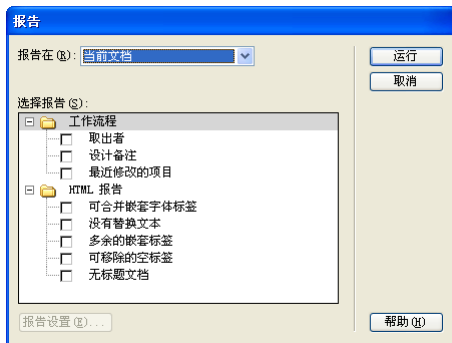 报告
报告在(R): 当前文档
运行
取消
选择报告(S):
工作流程
取出者
设计备注
最近修改的项目
HTML 报告
可合并嵌套字体标签
没有替换文本
多余的嵌套标签
可移除的空标签
无标题文档
报告设置(E)...
帮助(H)